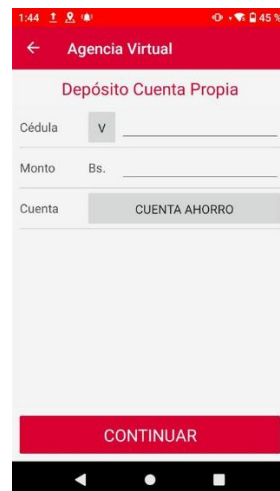 1:44 45 %
Agencia Virtual
Depósito Cuenta Propia
Cédula V
Monto Bs.
Cuenta CUENTA AHORRO
CONTINUAR